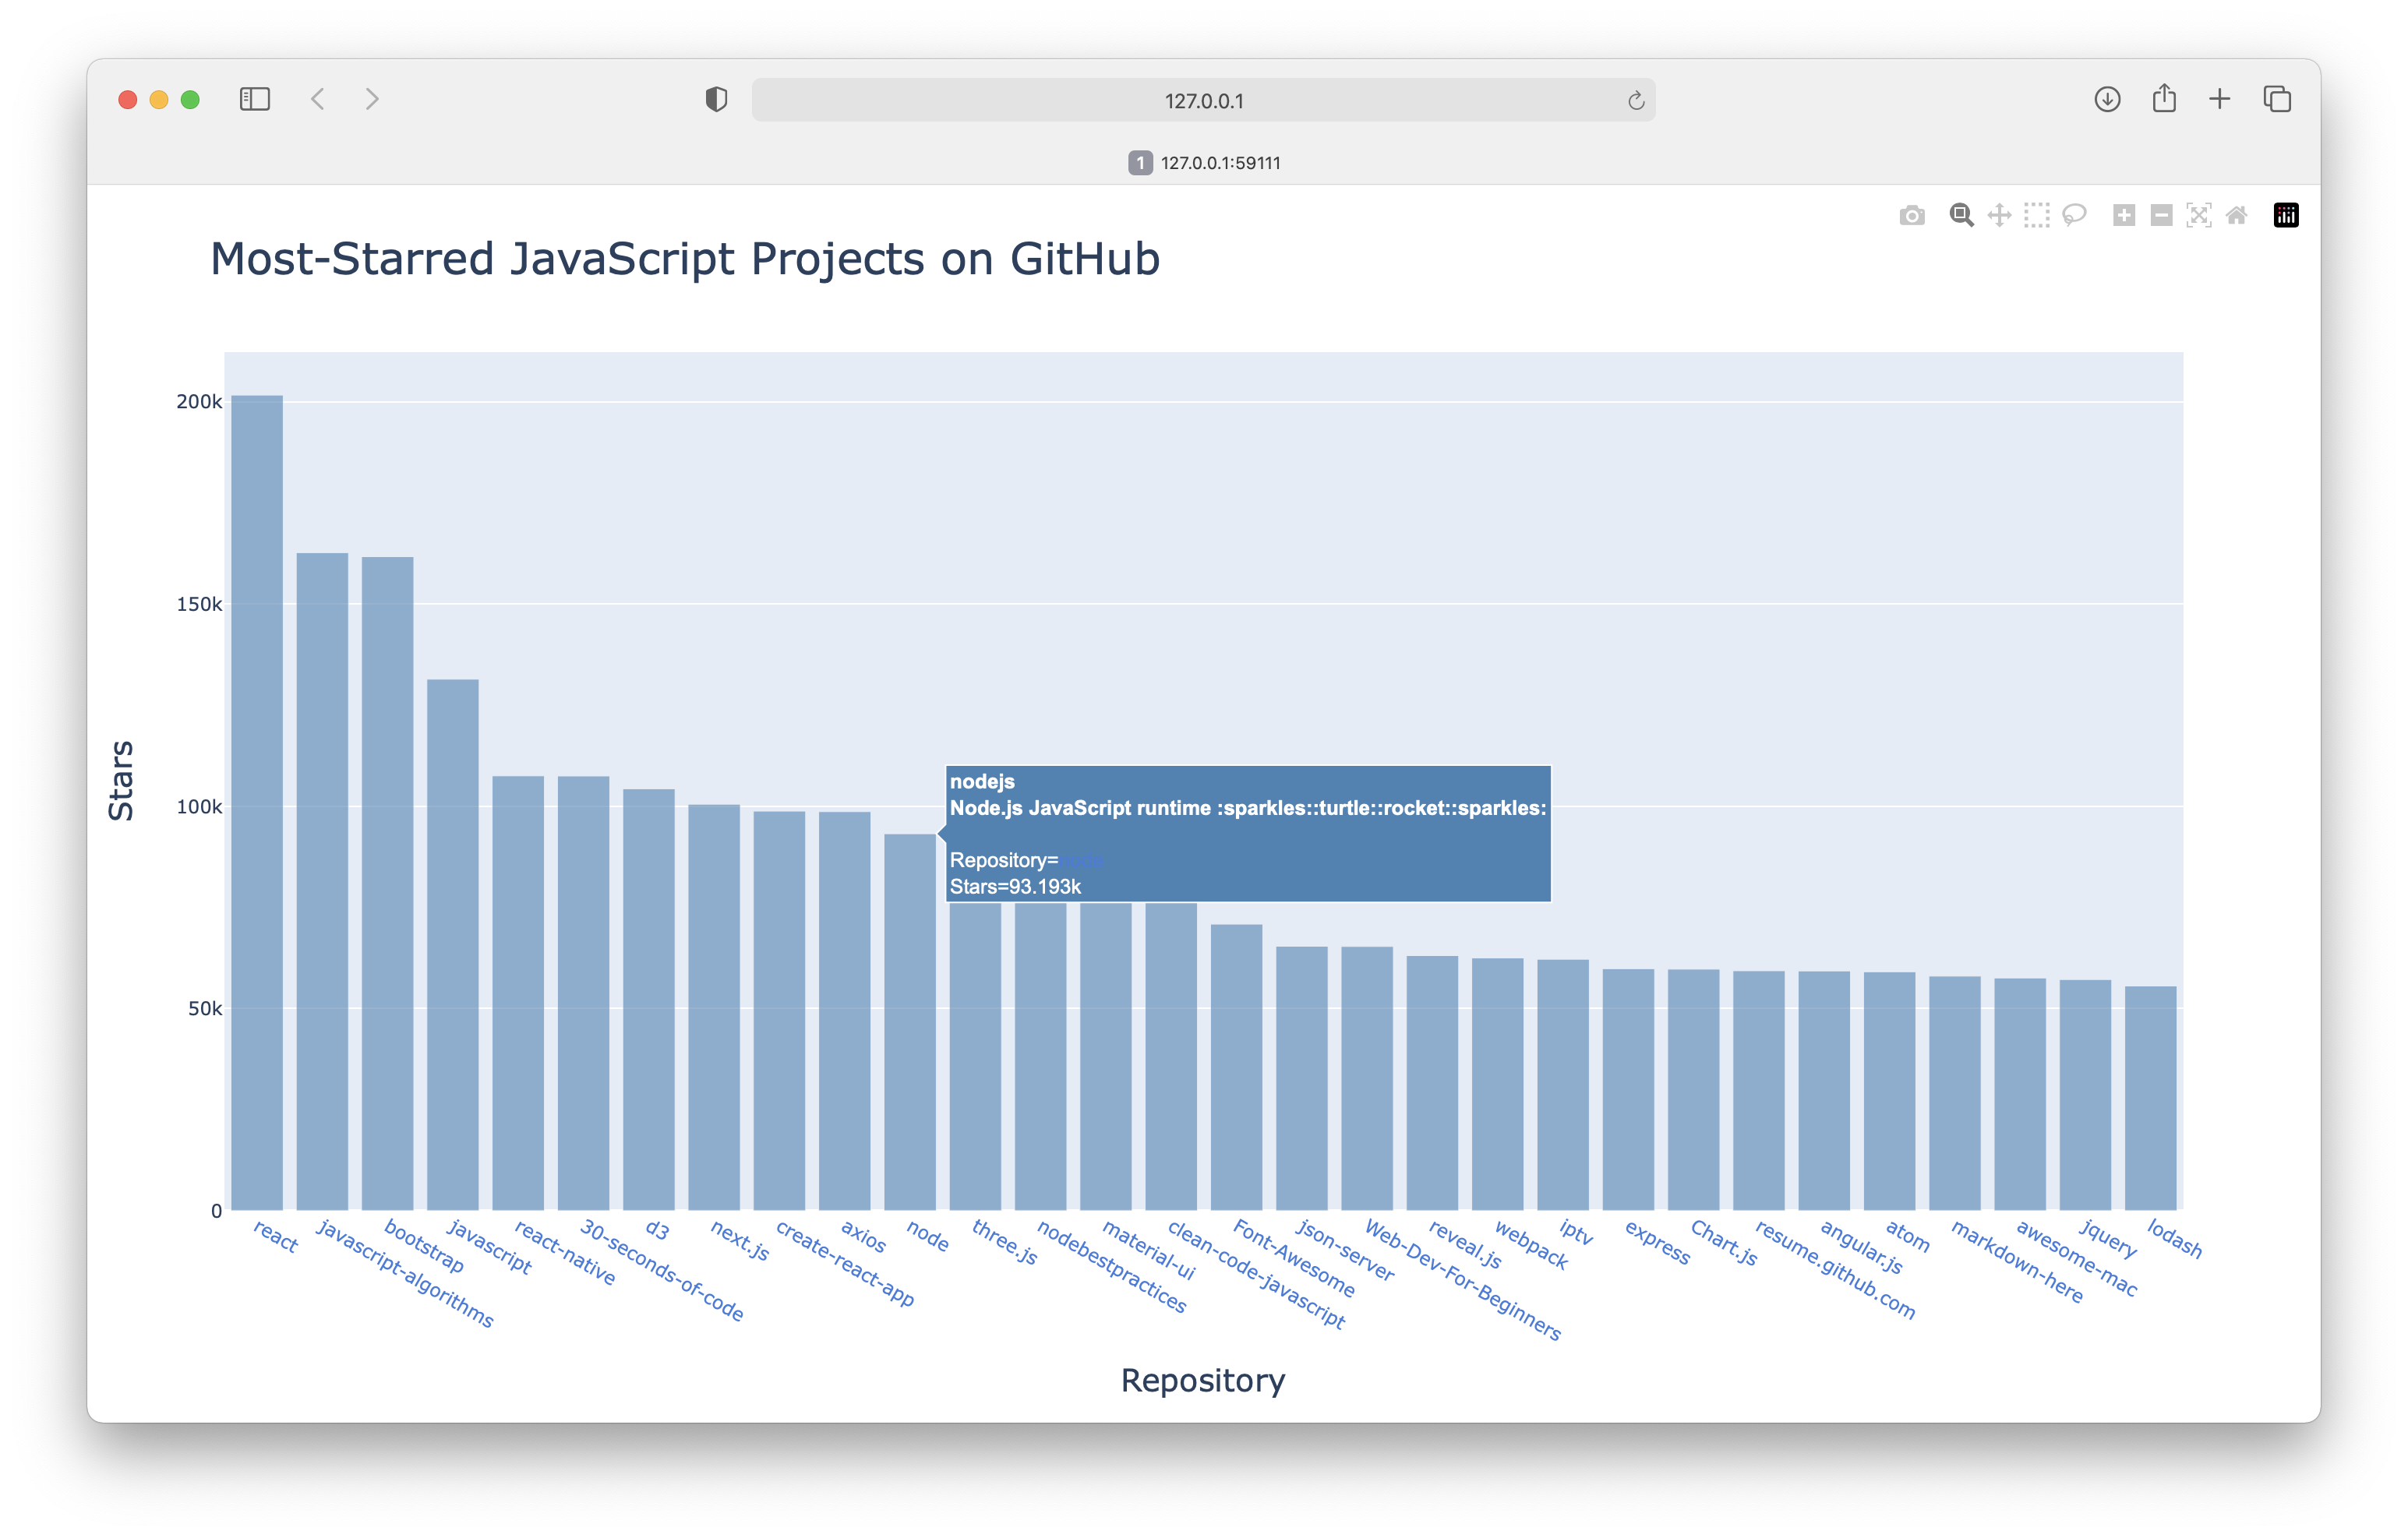 127.0.0.1
1 127.0.0.1:59111
Most-Starred JavaScript Projects on GitHub
Stars
200k
150k
100k
50k
0
nodejs
Node.js JavaScript runtime :sparkles::turtle::rocket::sparkles:
Repository=
Stars=93.193k
react
javascript-algorithms
bootstrap
javascript
react-native
30-seconds-of-code
d3
next.js
create-react-app
axios
node
three.js
nodebestpractices
material-ui
clean-code-javascript
Font-Awesome
json-server
Web-Dev-For-Beginners
reveal.js
webpack
iptv
express
Chart.js
resume.github.com
angular.js
atom
markdown-here
awesome-mac
jquery
lodash
Repository